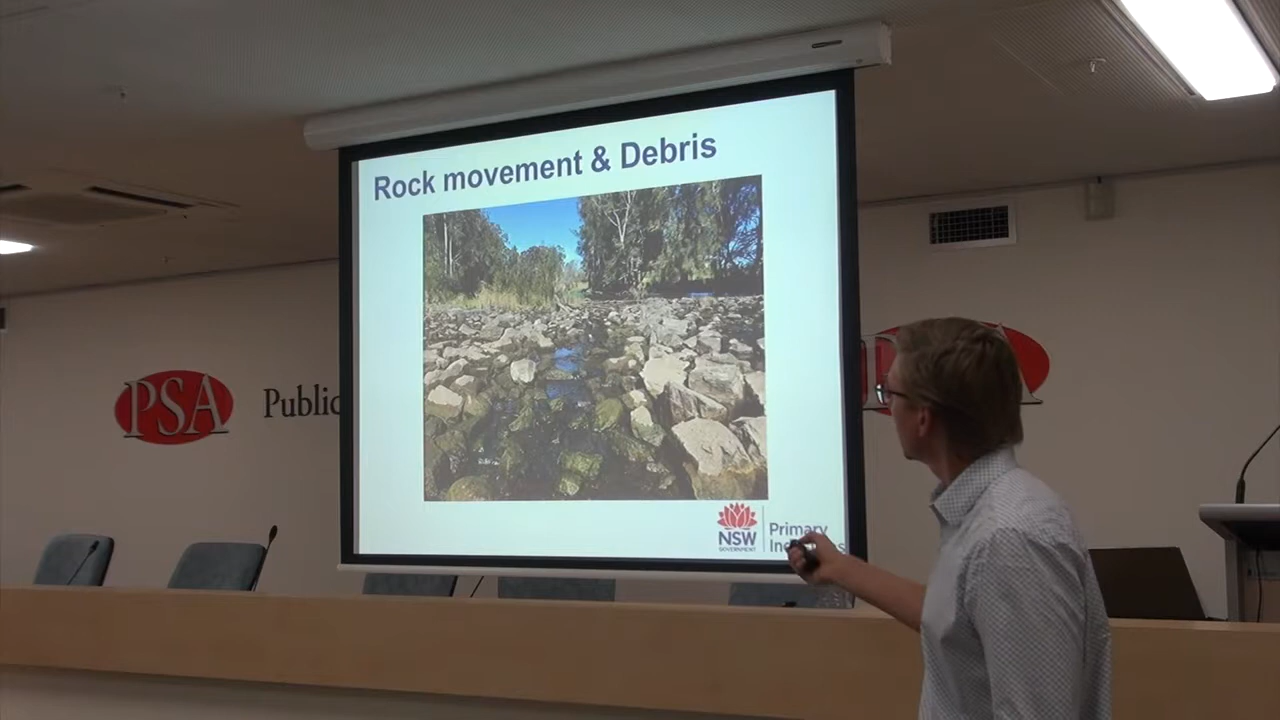 Rock movement & Debris
PSA
Public
NSW
GOVERNMENT
Primary